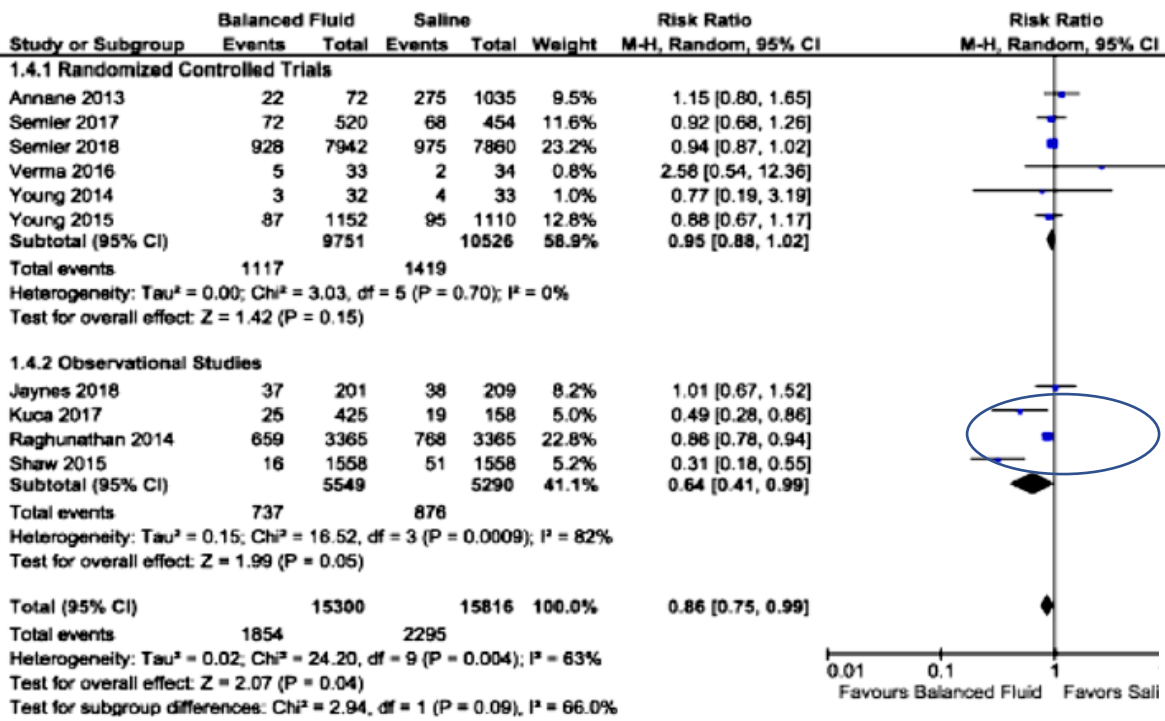 Balanced Fluid Saline Risk Ratio Risk Ratio
Study or Subgroup Events Total Events Total Weight M-H, Random, 95% CI M-H, Random, 95% CI
1.4.1 Randomized Controlled Trials
Annane 2013 22 72 275 1035 9.5% 1.15 [0.80, 1.65]
Semler 2017 72 520 68 454 11.6% 0.92 [0.68, 1.26]
Semler 2018 928 7942 975 7860 23.2% 0.94 [0.87, 1.02]
Verma 2016 5 33 2 34 0.8% 2.58 [0.54, 12.36]
Young 2014 3 32 4 33 1.0% 0.77 [0.19, 3.19]
Young 2015 87 1152 95 1110 12.8% 0.88 [0.67, 1.17]
Subtotal (95% CI) 9751 10526 58.9% 0.95 [0.88, 1.02]
Total events 1117 1419
Heterogeneity: Tau² = 0.00; Chi² = 3.03, df = 5 (P = 0.70); I² = 0%
Test for overall effect: Z = 1.42 (P = 0.15)
1.4.2 Observational Studies
Jaynes 2018 37 201 38 209 8.2% 1.01 [0.67, 1.52]
Kuca 2017 25 425 19 158 5.0% 0.49 [0.28, 0.86]
Raghunathan 2014 659 3365 768 3365 22.8% 0.86 [0.78, 0.94]
Shaw 2015 16 1558 51 1558 5.2% 0.31 [0.18, 0.55]
Subtotal (95% CI) 5549 5290 41.1% 0.64 [0.41, 0.99]
Total events 737 876
Heterogeneity: Tau² = 0.15; Chi² = 16.52, df = 3 (P = 0.0009); I² = 82%
Test for overall effect: Z = 1.99 (P = 0.05)
Total (95% CI) 15300 15816 100.0% 0.86 [0.75, 0.99]
Total events 1854 2295
Heterogeneity: Tau² = 0.02; Chi² = 24.20, df = 9 (P = 0.004); I² = 63%
Test for overall effect: Z = 2.07 (P = 0.04)
Test for subgroup differences: Chi² = 2.94, df = 1 (P = 0.09), I² = 66.0%
0.01 0.1 1
Favours Balanced Fluid Favors Sali